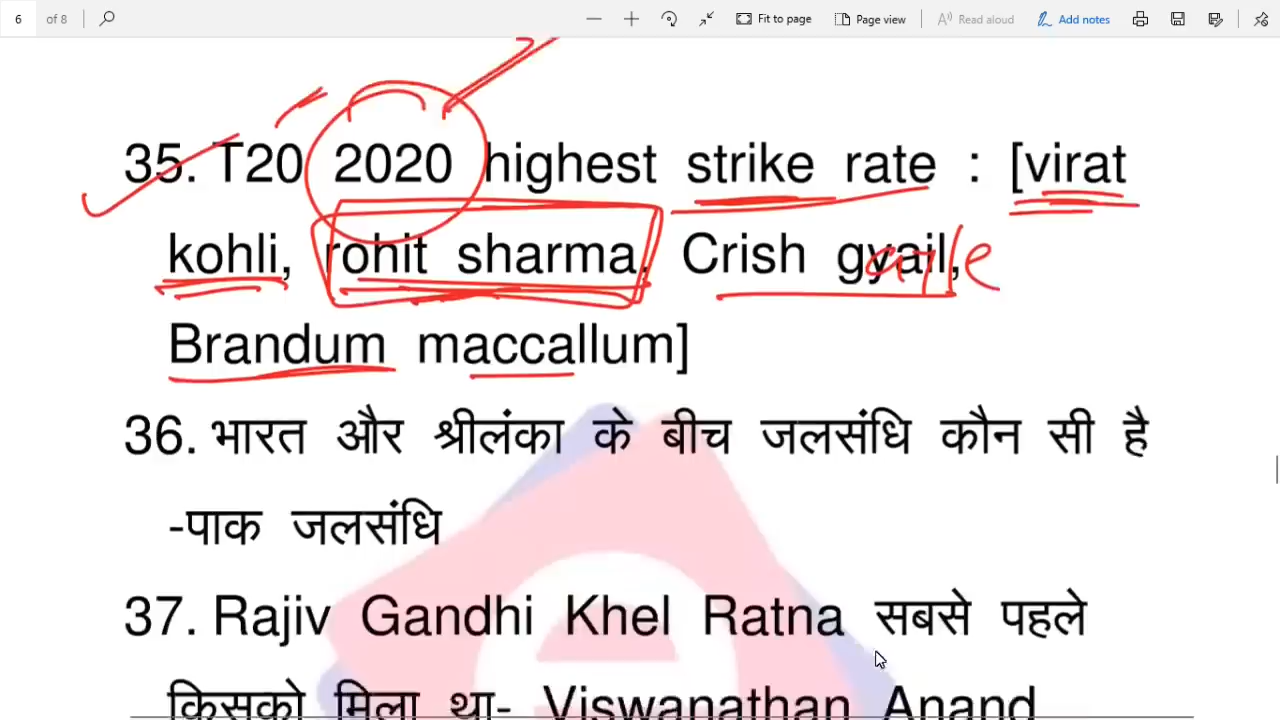 6 of 8 Fit to page Page view Read aloud Add notes
35. T20 2020 highest strike rate : [virat
kohli, rohit sharma, Crish gyail,
Brandum maccallum]
36. भारत और श्रीलंका के बीच जलसंधि कौन सी है
-पाक जलसंधि
37. Rajiv Gandhi Khel Ratna सबसे पहले
किसको मिला था- Viswanathan Anand